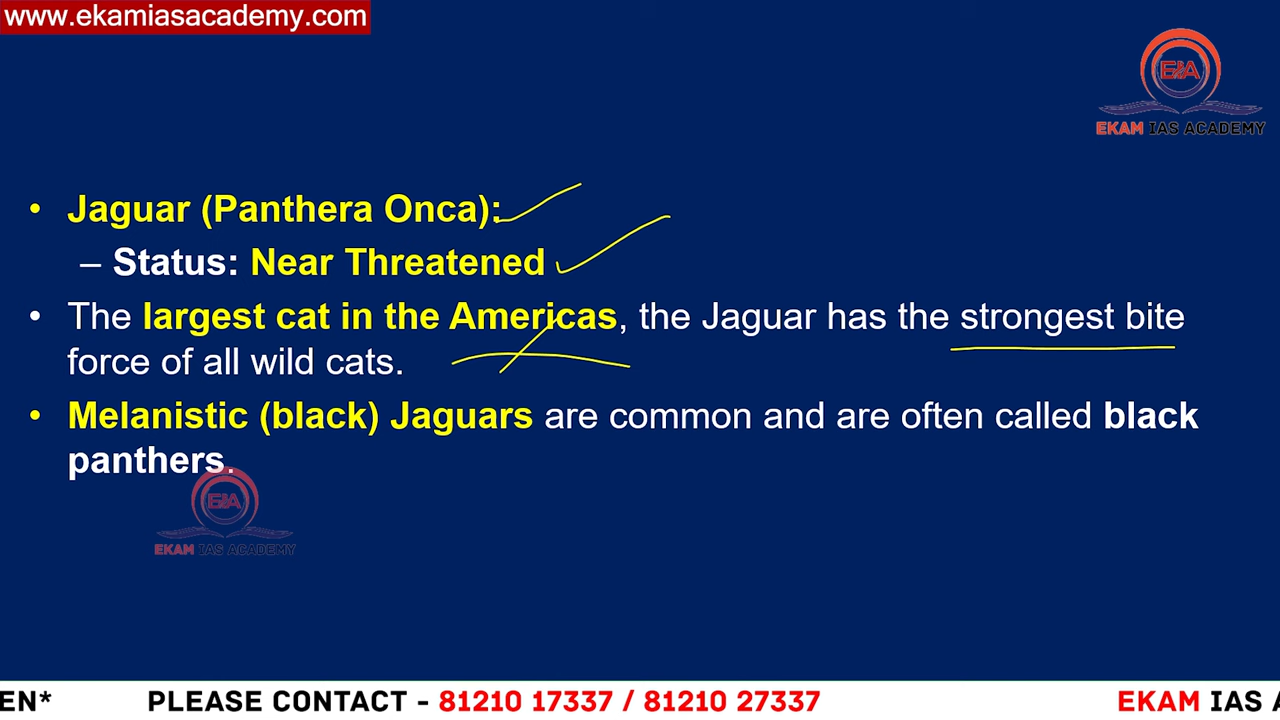 www.ekamiasacademy.com
EA
EKAM IAS ACADEMY
• Jaguar (Panthera Onca):
– Status: Near Threatened
• The largest cat in the Americas, the Jaguar has the strongest bite
force of all wild cats.
• Melanistic (black) Jaguars are common and are often called black
panthers.
EKAM IAS ACADEMY
EN* PLEASE CONTACT - 81210 17337 / 81210 27337 EKAM IAS A